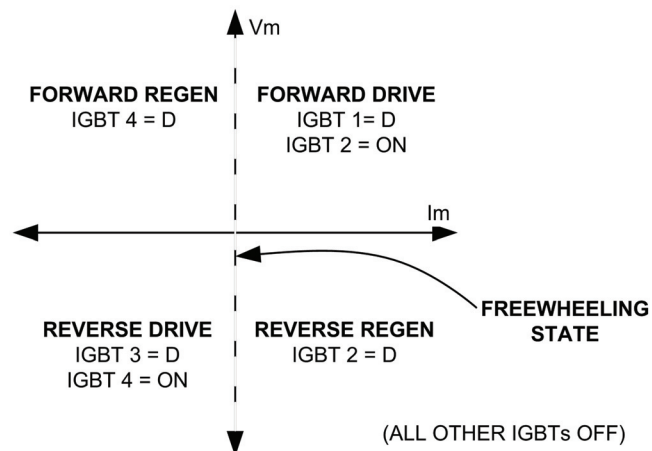 Vm
FORWARD REGEN
IGBT 4 = D
FORWARD DRIVE
IGBT 1= D
IGBT 2 = ON
Im
REVERSE DRIVE
IGBT 3 = D
IGBT 4 = ON
REVERSE REGEN
IGBT 2 = D
FREEWHEELING
STATE
(ALL OTHER IGBTs OFF)